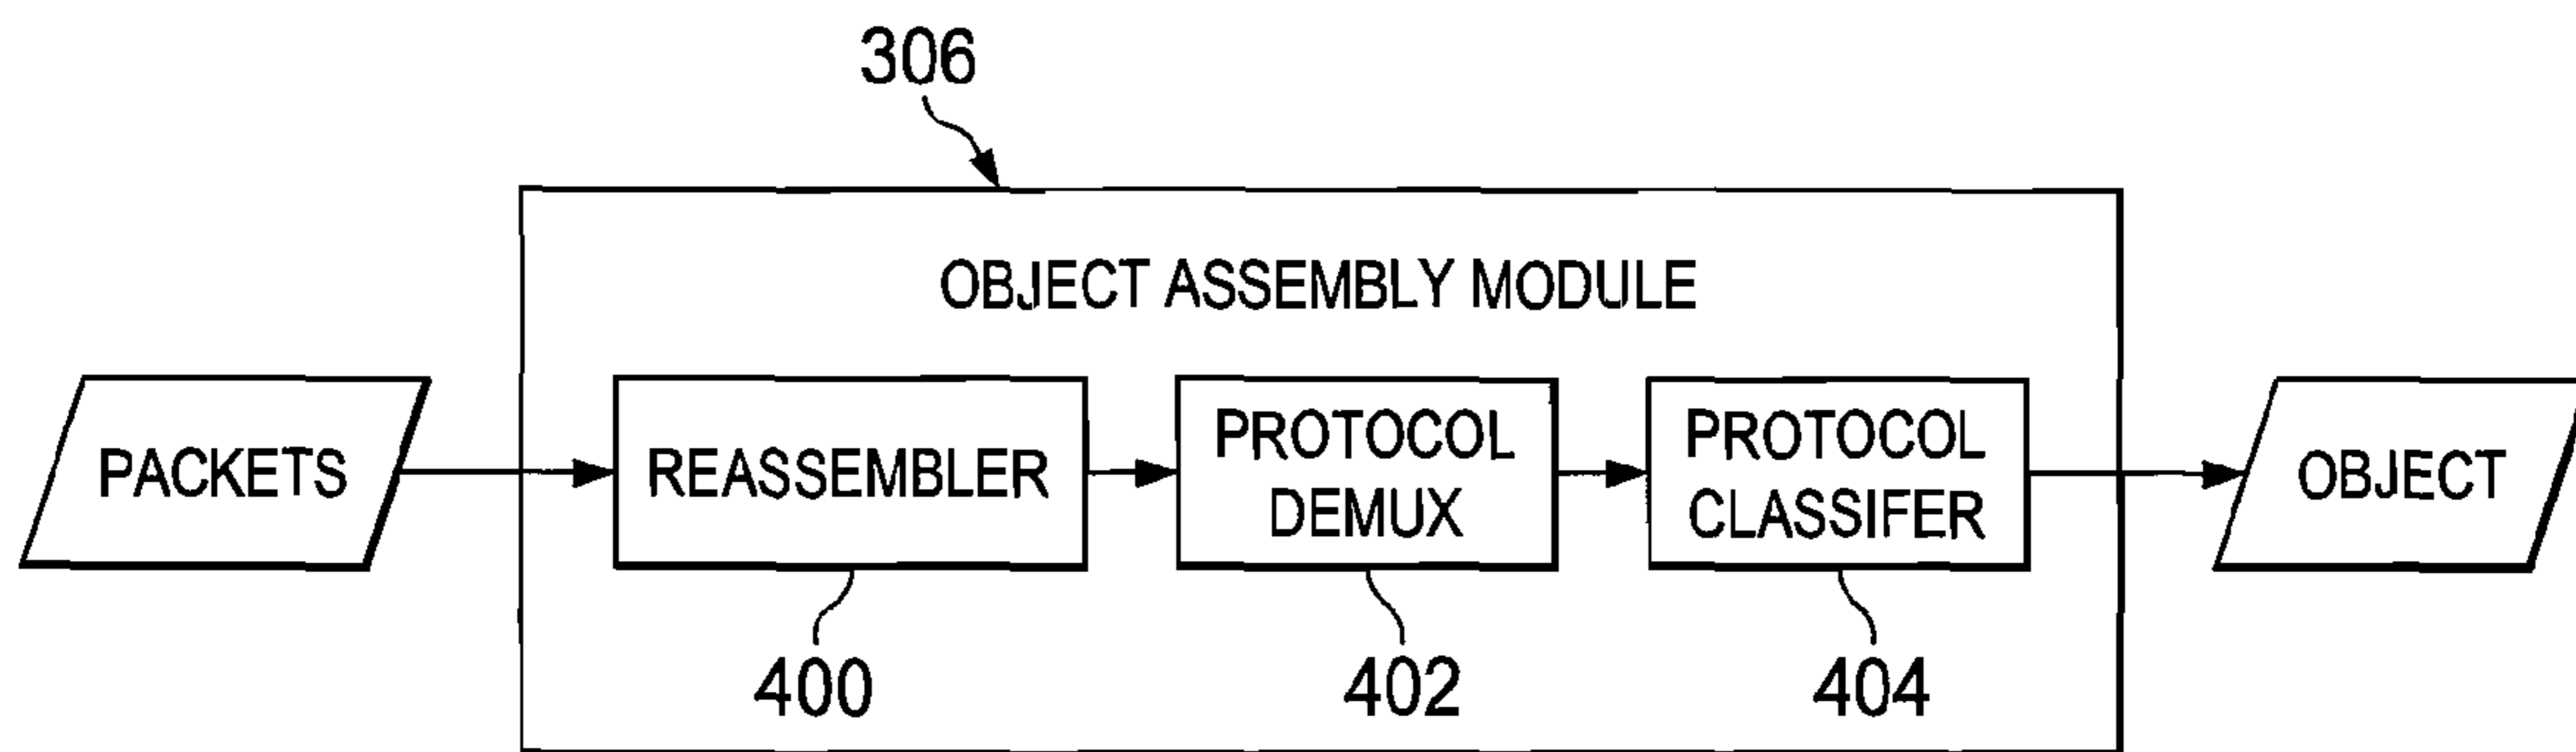 306
OBJECT ASSEMBLY MODULE
PACKETS
REASSEMBLER
PROTOCOL
DEMUX
PROTOCOL
CLASSIFER
OBJECT
400
402
404